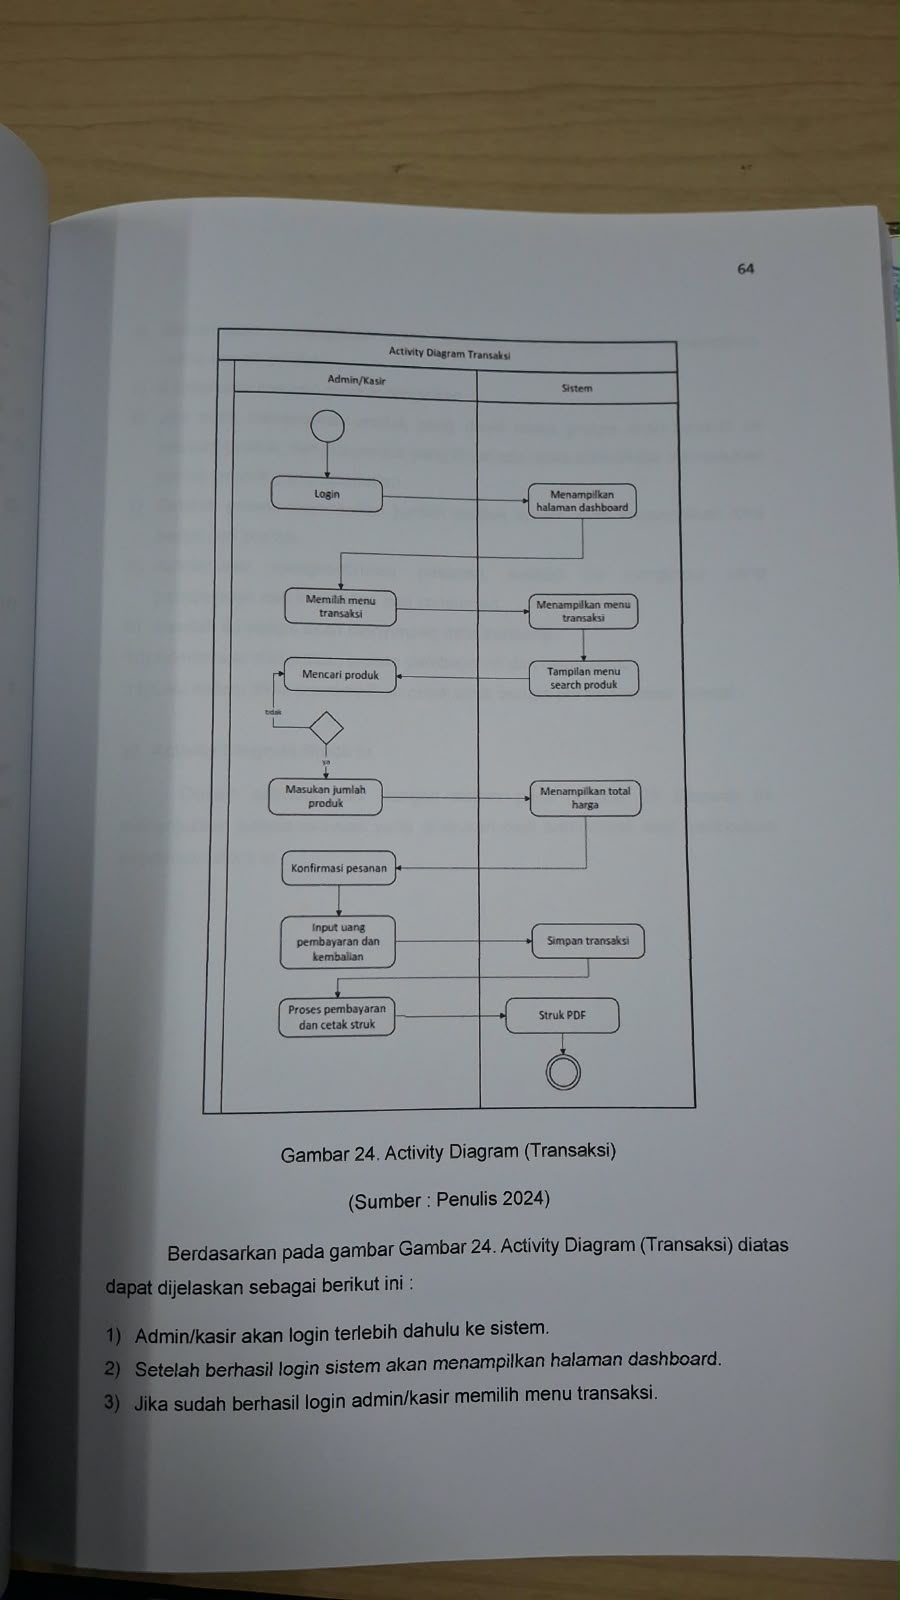 64
Activity Diagram Transaksi
Admin/Kasir
Sistem
Login
Menampilkan
halaman dashboard
Memilih menu
transaksi
Menampilkan menu
transaksi
Mencari produk
Tampilan menu
search produk
tidak
ya
Masukan jumlah
produk
Menampilkan total
harga
Konfirmasi pesanan
Input uang
pembayaran dan
kembalian
Simpan transaksi
Proses pembayaran
dan cetak struk
Struk PDF
Gambar 24. Activity Diagram (Transaksi)
(Sumber : Penulis 2024)
Berdasarkan pada gambar Gambar 24. Activity Diagram (Transaksi) diatas
dapat dijelaskan sebagai berikut ini :
1) Admin/kasir akan login terlebih dahulu ke sistem.
2) Setelah berhasil login sistem akan menampilkan halaman dashboard.
3) Jika sudah berhasil login admin/kasir memilih menu transaksi.